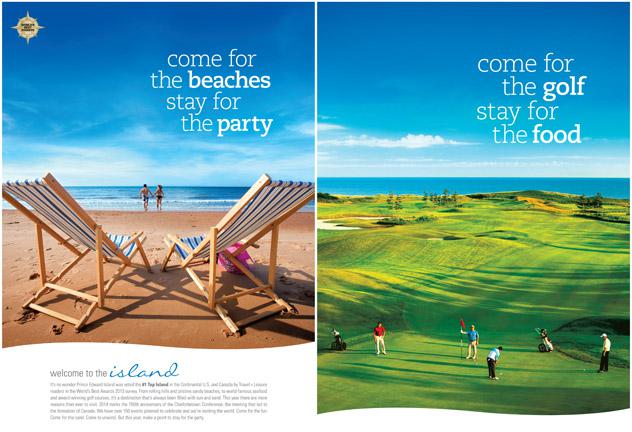 come for
the beaches
stay for
the party
come for
the golf
stay for
the food
welcome to the island
It's no wonder Prince Edward Island was voted the #1 Top Island in the Continental U.S. and Canada by Travel + Leisure
readers in the World's Best Awards 2013 survey. From rolling hills and pristine sandy beaches, to world-famous seafood
and award-winning golf courses, it's a destination that's always been filled with sun and sand. This year there are more
reasons than ever to visit. 2014 marks the 150th anniversary of the Charlottetown Conference, the meeting that led to
the formation of Canada. We have over 150 events planned to celebrate and we're inviting the world. Come for the fun.
Come for the sand. Come to unwind. But this year, make a point to stay for the party.